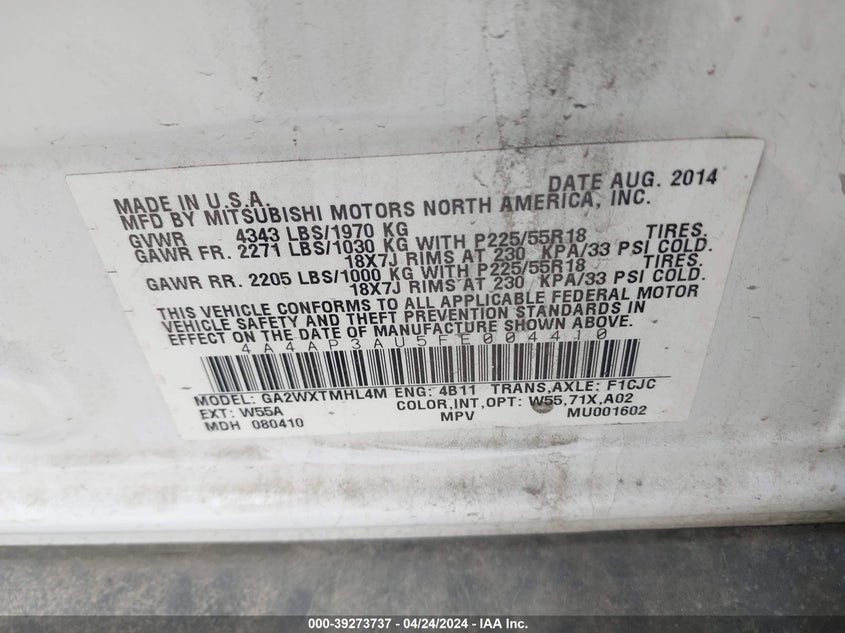 MADE IN U.S.A. DATE AUG. 2014
MFD BY MITSUBISHI MOTORS NORTH AMERICA, INC.
GVWR 4343 LBS/1970 KG
GAWR FR. 2271 LBS/1030 KG WITH P225/55R18 TIRES.
18X7J RIMS AT 230 KPA/33 PSI COLD.
GAWR RR. 2205 LBS/1000 KG WITH P225/55R18 TIRES.
18X7J RIMS AT 230 KPA/33 PSI COLD.
THIS VEHICLE CONFORMS TO ALL APPLICABLE FEDERAL MOTOR
VEHICLE SAFETY AND THEFT PREVENTION STANDARDS IN
EFFECT ON THE DATE OF MANUFACTURE SHOWN ABOVE.
4A4AP3AU5FE004410
MODEL: GA2WXTMHL4M ENG: 4B11 TRANS,AXLE: F1CJC
EXT: W55A COLOR,INT,OPT: W55,71X,A02
MDH 080410 MPV MU001602
000-39273737 - 04/24/2024 - IAA Inc.